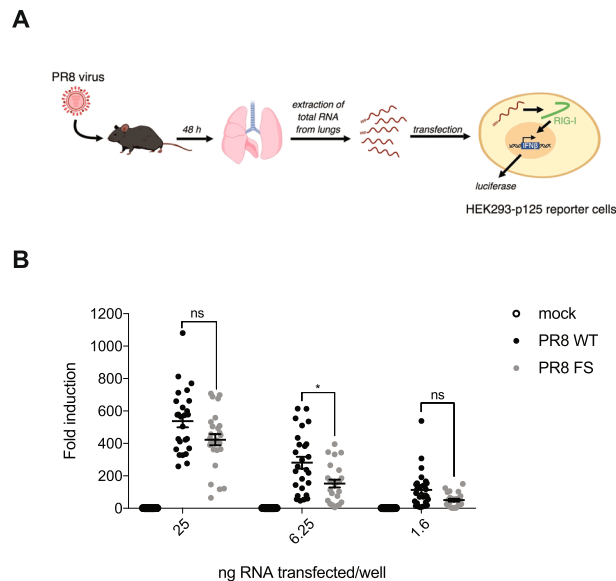 A
PR8 virus
48 h
extraction of
total RNA
from lungs
transfection
RIG-I
IFNβ
luciferase
HEK293-p125 reporter cells
B
mock
PR8 WT
PR8 FS
Fold induction
1200
1000
800
600
400
200
0
ns
*
ns
25
6.25
1.6
ng RNA transfected/well